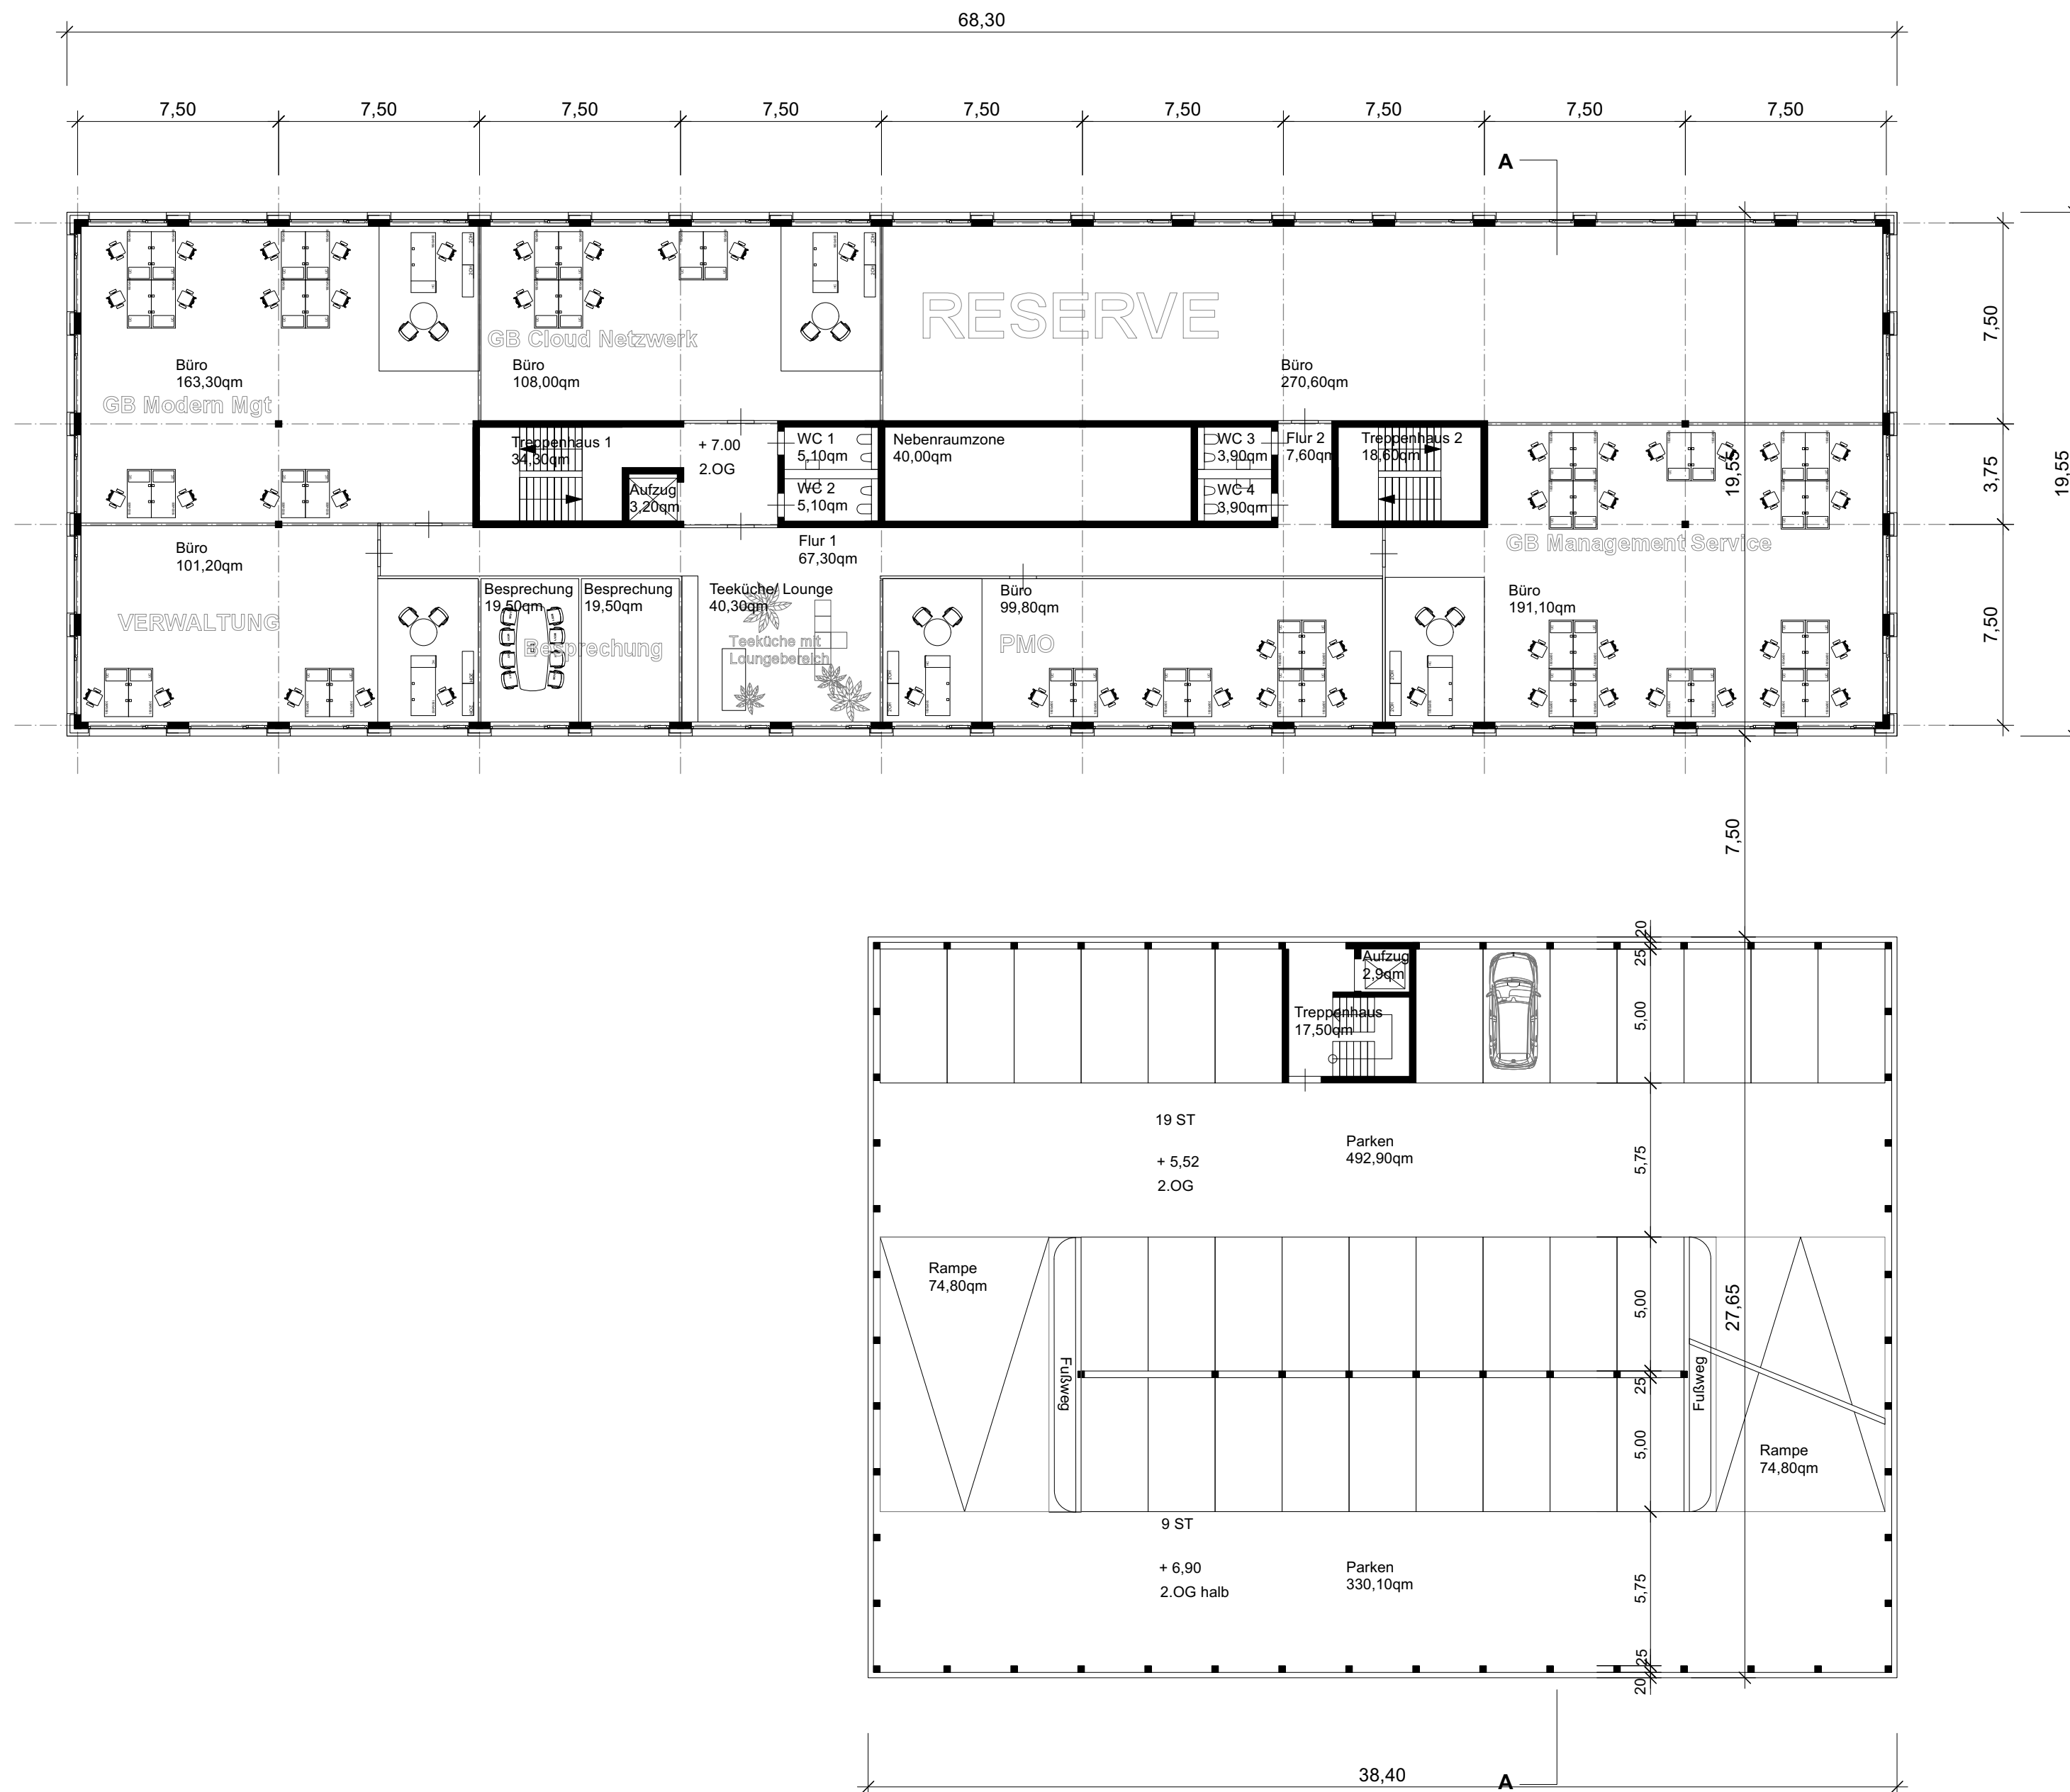 68,30
7,50
7,50
7,50
7,50
7,50
7,50
7,50
7,50
7,50
A
RESERVE
GB Cloud Netzwerk
Büro
163,30qm
GB Modern Mgt
Büro
108,00qm
Büro
270,60qm
7,50
3,75
7,50
19,55
19,55
Treppenhaus 1
34,30qm
Aufzug
3,20qm
+ 7.00
2.OG
WC 1
5,10qm
WC 2
5,10qm
Nebenraumzone
40,00qm
WC 3
3,90qm
WC 4
3,90qm
Flur 2
7,60qm
Treppenhaus 2
18,60qm
GB Management Service
Büro
191,10qm
Büro
101,20qm
VERWALTUNG
Flur 1
67,30qm
Besprechung
19,50qm
Besprechung
19,50qm
Besprechung
Teeküche/ Lounge
40,30qm
Teeküche mit
Loungebereich
Büro
99,80qm
PMO
7,50
20
25
5,00
5,75
5,00
25
5,00
5,75
25
20
27,65
Aufzug
2,9qm
Treppenhaus
17,50qm
19 ST
+ 5,52
2.OG
Parken
492,90qm
Rampe
74,80qm
Fußweg
Fußweg
Rampe
74,80qm
9 ST
+ 6,90
2.OG halb
Parken
330,10qm
38,40
A